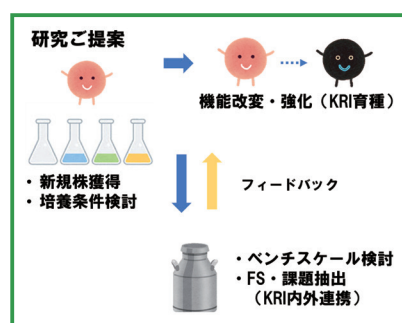 研究ご提案
機能改変・強化（KRI育種）
・新規株獲得
・培養条件検討
フィードバック
・ベンチスケール検討
・FS・課題抽出
（KRI内外連携）